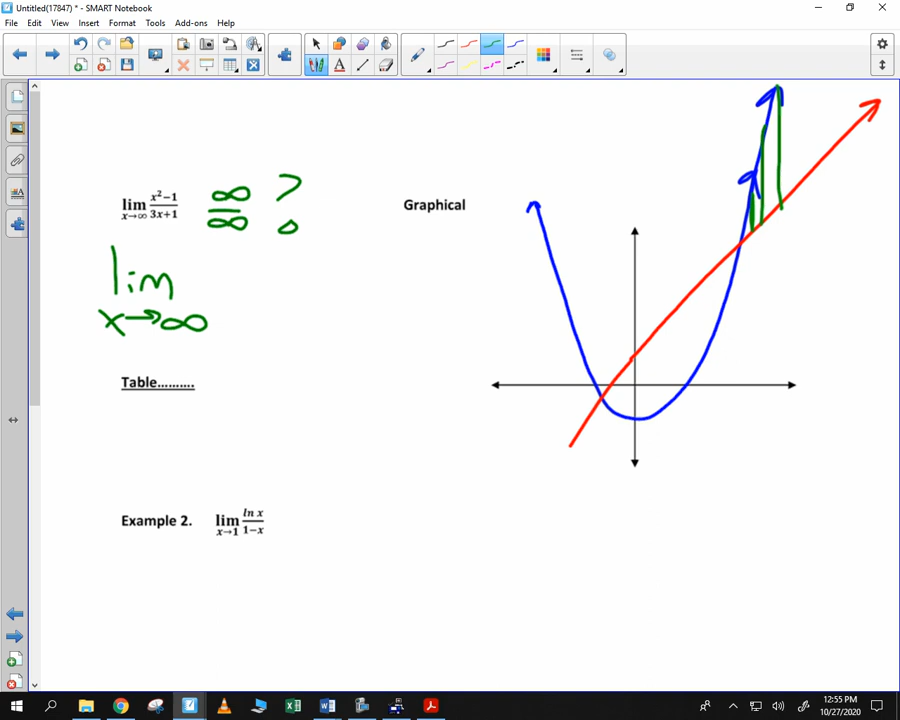 Untitled(17847) * - SMART Notebook
File Edit View Insert Format Tools Add-ons Help
lim x→∞ x²−1 / 3x+1
∞ / ∞ ?
Graphical
lim
x→∞
Table..........
Example 2. lim x→1 ln x / 1−x
12:55 PM
10/27/2020